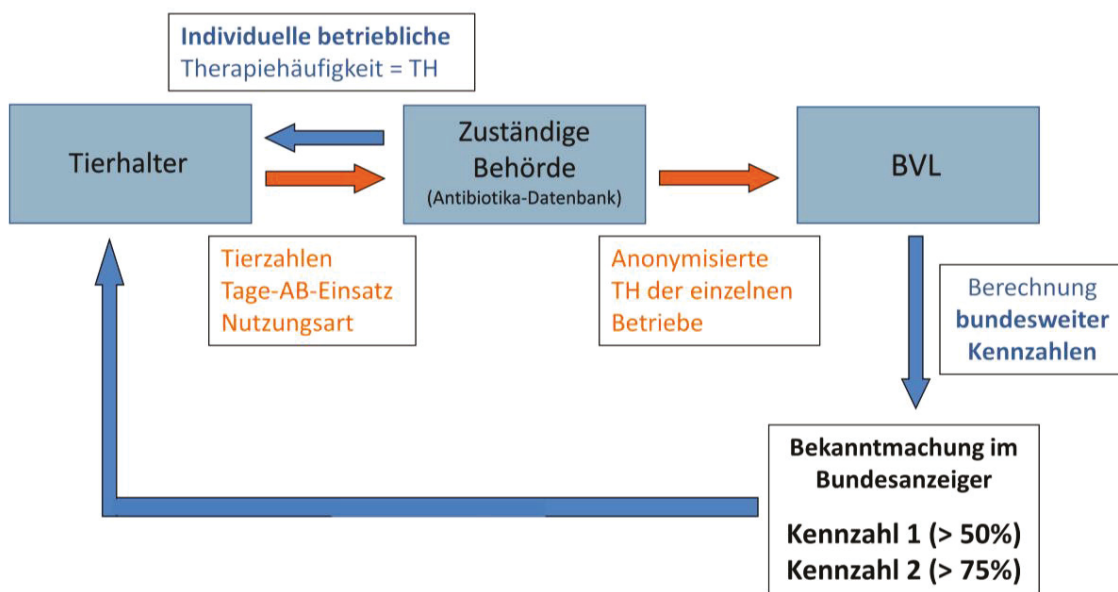 Individuelle betriebliche
Therapiehäufigkeit = TH
Tierhalter
Zuständige
Behörde
(Antibiotika-Datenbank)
BVL
Tierzahlen
Tage-AB-Einsatz
Nutzungsart
Anonymisierte
TH der einzelnen
Betriebe
Berechnung
bundesweiter
Kennzahlen
Bekanntmachung im
Bundesanzeiger
Kennzahl 1 (> 50%)
Kennzahl 2 (> 75%)